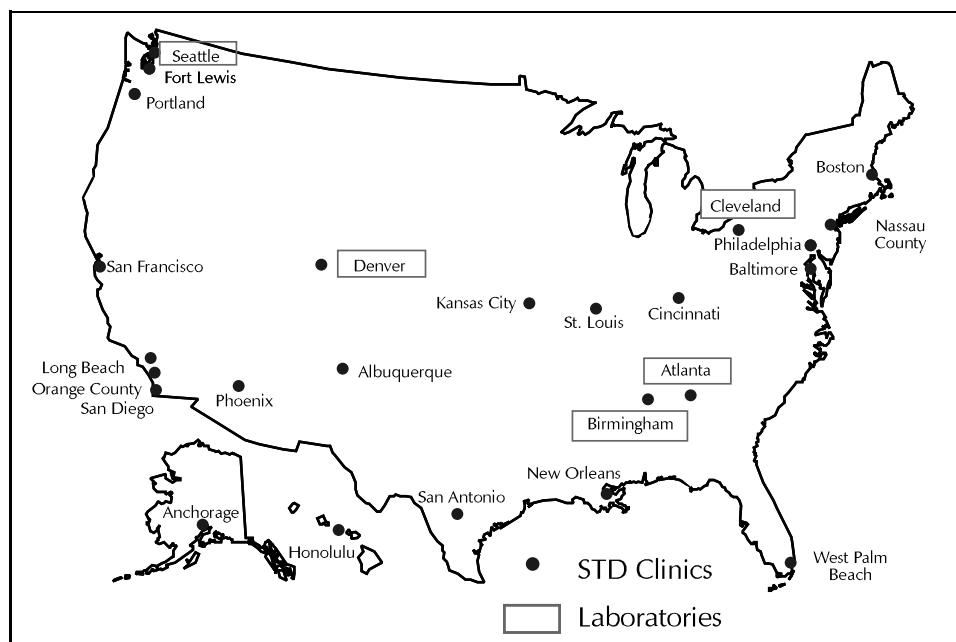 Seattle
Fort Lewis
Portland
Boston
Cleveland
Nassau
County
Philadelphia
Baltimore
San Francisco
Denver
Kansas City
St. Louis
Cincinnati
Long Beach
Orange County
San Diego
Phoenix
Albuquerque
Atlanta
Birmingham
New Orleans
San Antonio
Anchorage
Honolulu
West Palm
Beach
STD Clinics
Laboratories